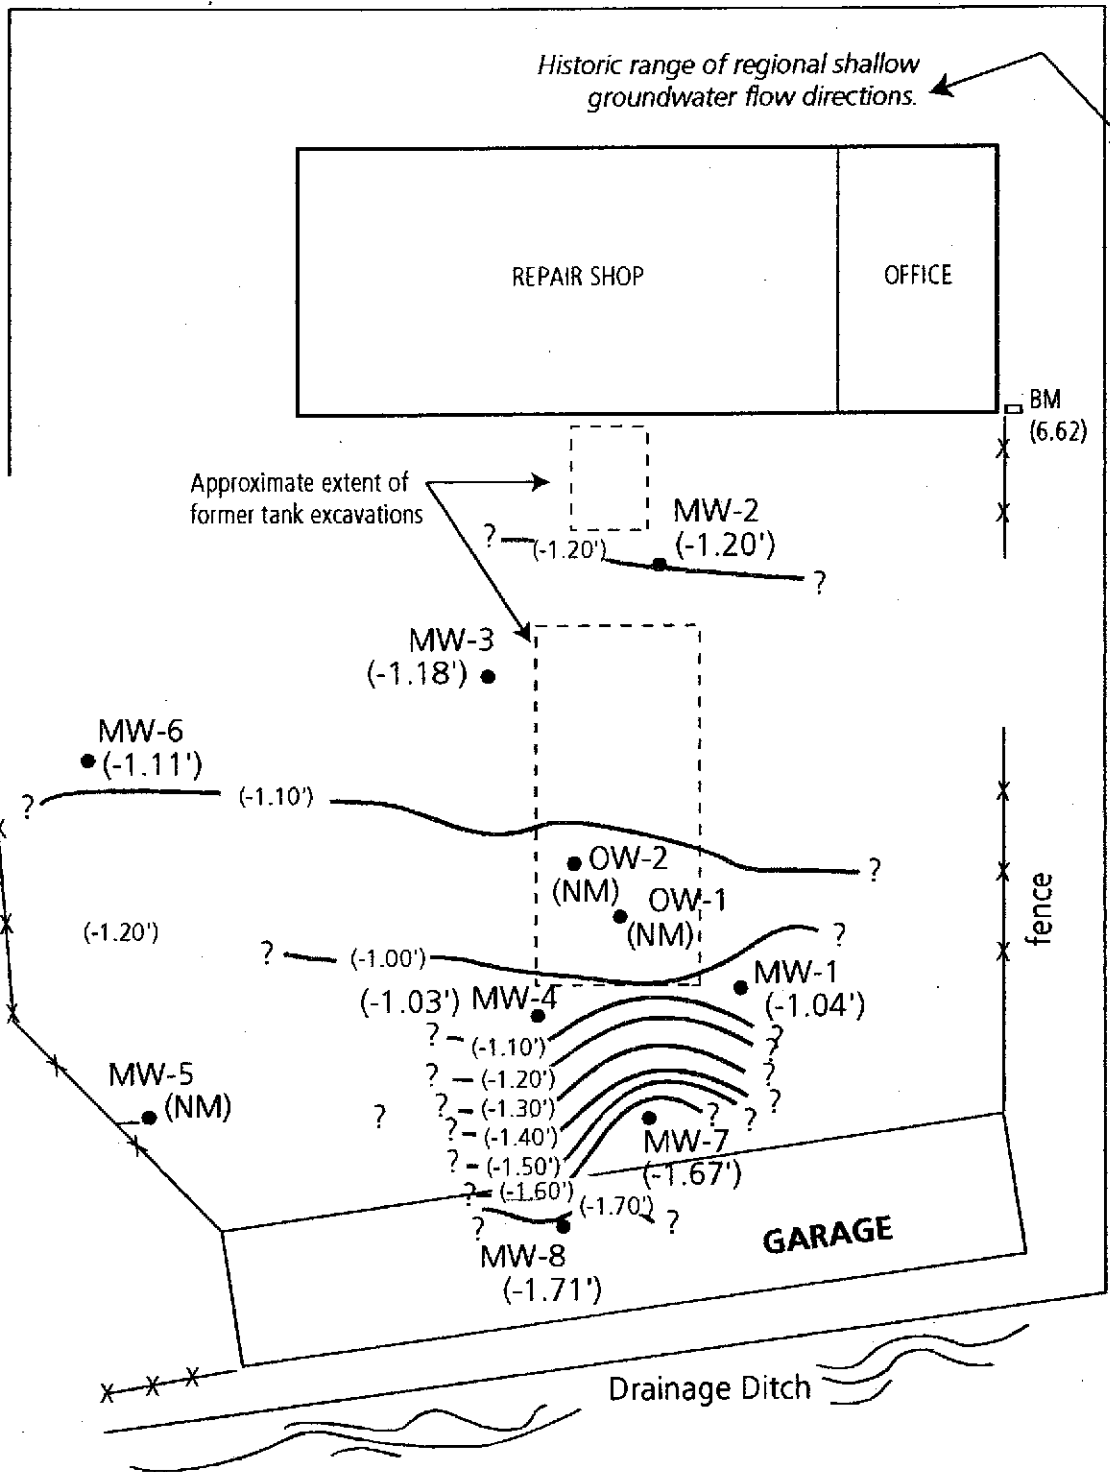 Historic range of regional shallow
groundwater flow directions.
REPAIR SHOP
OFFICE
BM
(6.62)
Approximate extent of
former tank excavations
MW-2
(-1.20')
?
(-1.20')
?
MW-3
(-1.18')
MW-6
(-1.11')
?
(-1.10')
OW-2
(NM)
?
OW-1
(NM)
fence
(-1.20')
?
(-1.00')
?
MW-1
(-1.04')
(-1.03') MW-4
?
(-1.10')
?
?
?
(-1.20')
?
MW-5
(NM)
?
?
(-1.30')
?
?
?
?
(-1.40')
MW-7
(-1.67')
?
(-1.50')
?
(-1.60')
(-1.70')
?
?
GARAGE
MW-8
(-1.71')
Drainage Ditch